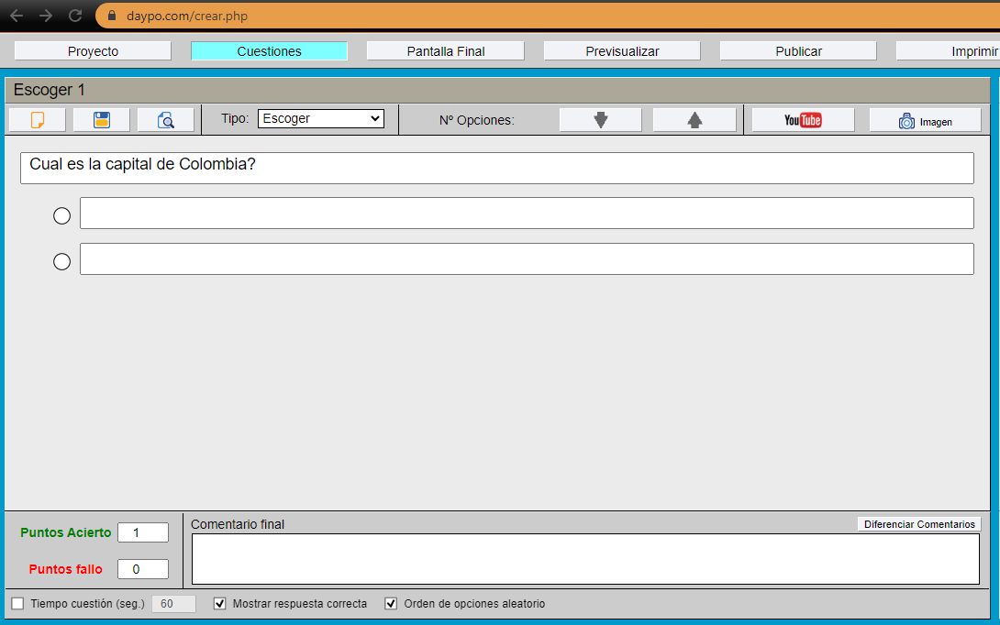 daypo.com/crear.php
Proyecto Cuestiones Pantalla Final Previsualizar Publicar Imprimir
Escoger 1
Tipo: Escoger Nº Opciones: YouTube Imagen
Cual es la capital de Colombia?
Puntos Acierto 1
Puntos fallo 0
Comentario final Diferenciar Comentarios
Tiempo cuestión (seg.) 60 Mostrar respuesta correcta Orden de opciones aleatorio